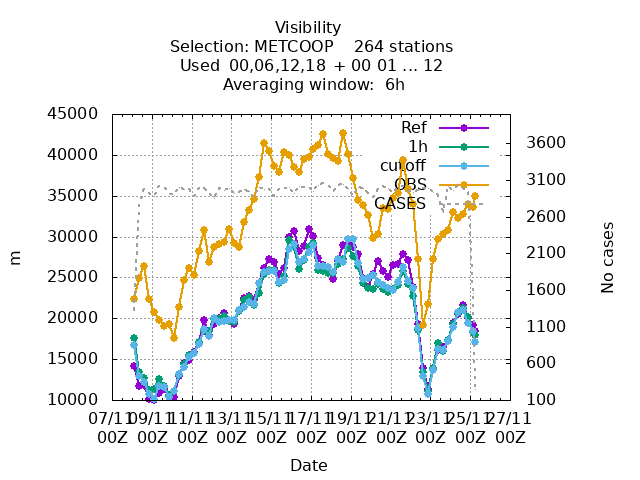 Visibility
Selection: METCOOP    264 stations
Used  00,06,12,18  + 00 01 ... 12
Averaging window:  6h
45000
40000
35000
30000
25000
20000
15000
10000
m
3600
3100
2600
2100
1600
1100
600
100
No cases
Ref
1h
cutoff
OBS
CASES
07/11 09/11 11/11 13/11 15/11 17/11 19/11 21/11 23/11 25/11 27/11
00Z 00Z 00Z 00Z 00Z 00Z 00Z 00Z 00Z 00Z 00Z
Date